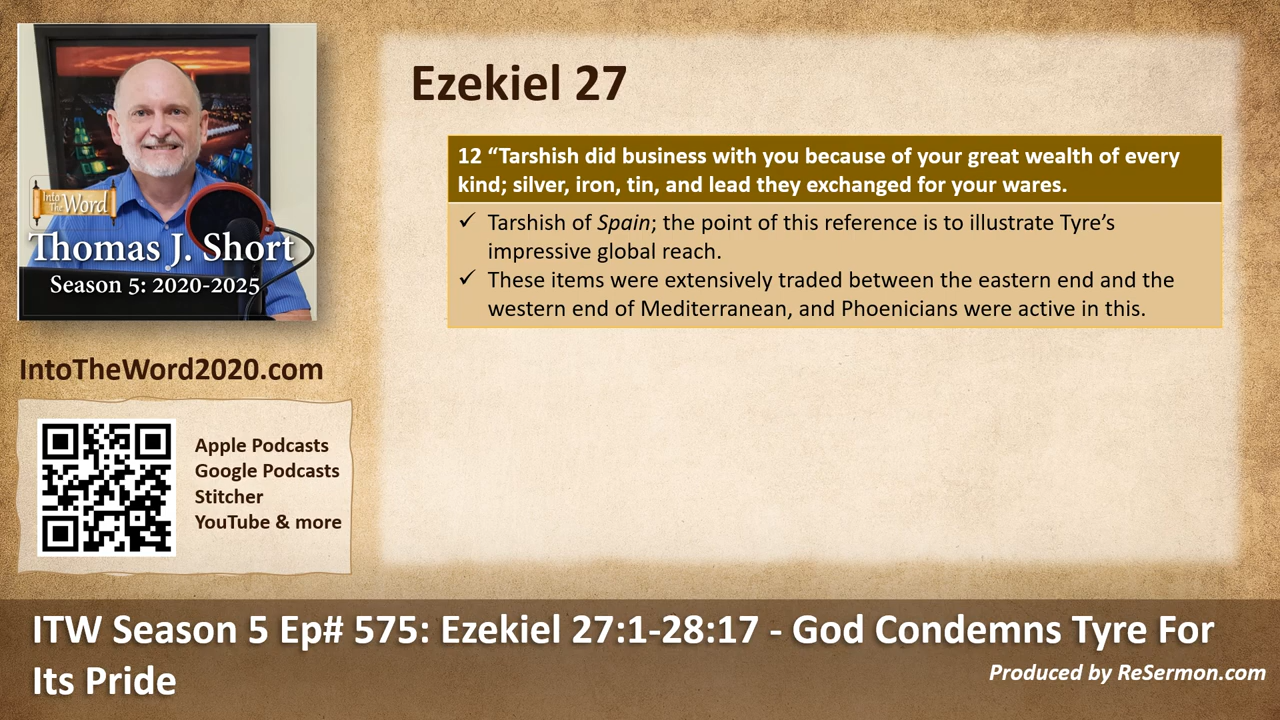 Into
The Word
Thomas J. Short
Season 5: 2020-2025
IntoTheWord2020.com
Apple Podcasts
Google Podcasts
Stitcher
YouTube & more
Ezekiel 27
12 “Tarshish did business with you because of your great wealth of every
kind; silver, iron, tin, and lead they exchanged for your wares.
✓ Tarshish of Spain; the point of this reference is to illustrate Tyre’s
impressive global reach.
✓ These items were extensively traded between the eastern end and the
western end of Mediterranean, and Phoenicians were active in this.
ITW Season 5 Ep# 575: Ezekiel 27:1-28:17 - God Condemns Tyre For
Its Pride
Produced by ReSermon.com